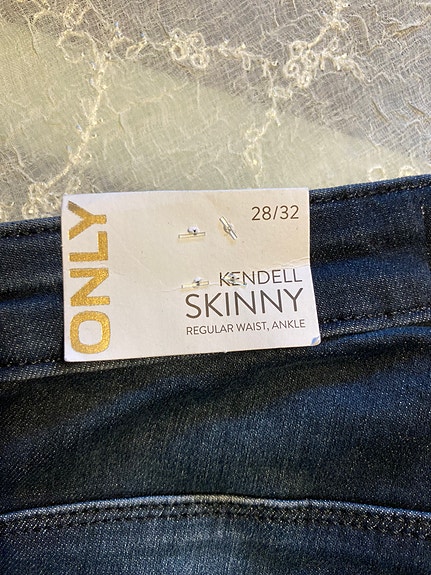 ONLY
28/32
KENDELL
SKINNY
REGULAR WAIST, ANKLE